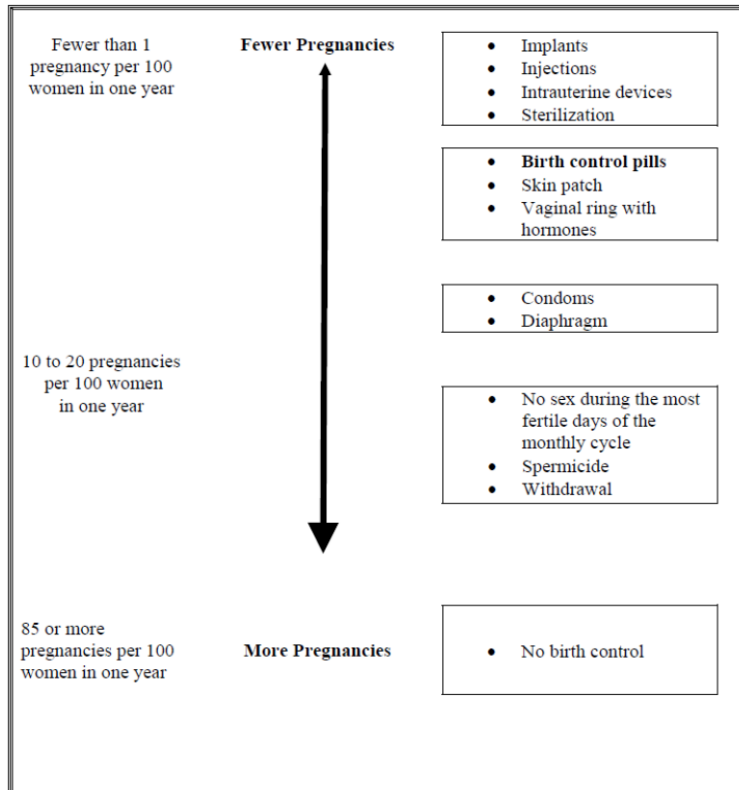 Fewer than 1
pregnancy per 100
women in one year
Fewer Pregnancies
• Implants
• Injections
• Intrauterine devices
• Sterilization
• Birth control pills
• Skin patch
• Vaginal ring with
hormones
• Condoms
• Diaphragm
10 to 20 pregnancies
per 100 women
in one year
• No sex during the most
fertile days of the
monthly cycle
• Spermicide
• Withdrawal
85 or more
pregnancies per 100
women in one year
More Pregnancies
• No birth control